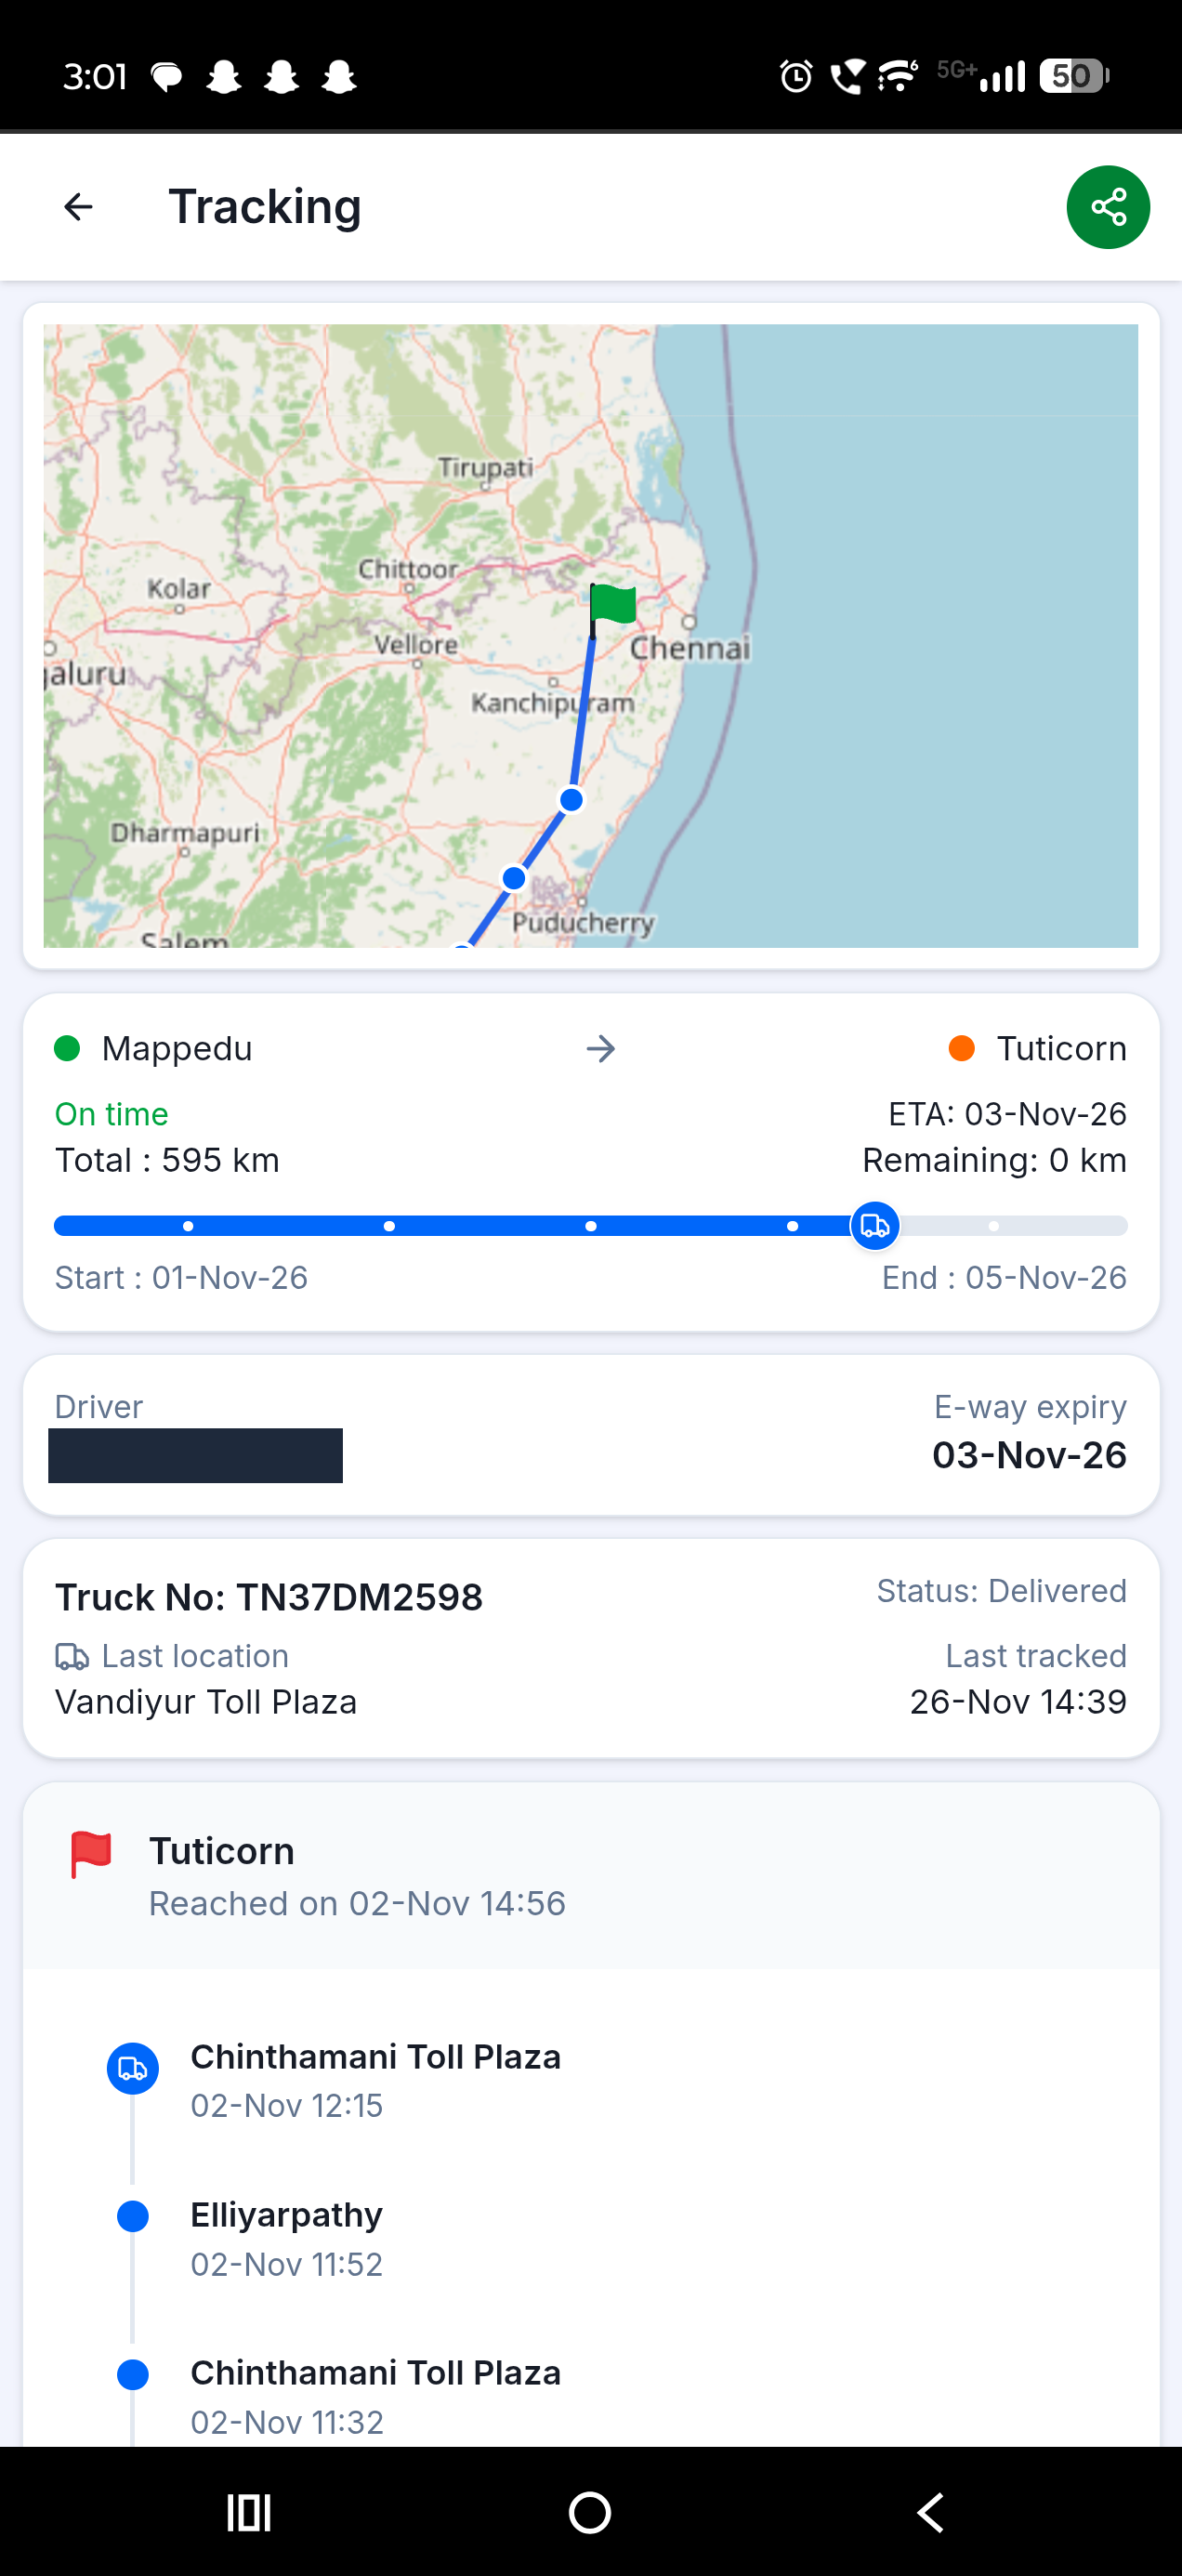 3:01 6 5G+ 50
Tracking
Tirupati
Chittoor
Kolar
Vellore
Chennai
galuru
Kanchipuram
Dharmapuri
Puducherry
Salem
Mappedu → Tuticorn
On time ETA: 03-Nov-26
Total : 595 km Remaining: 0 km
Start : 01-Nov-26 End : 05-Nov-26
Driver E-way expiry
03-Nov-26
Truck No: TN37DM2598 Status: Delivered
Last location Last tracked
Vandiyur Toll Plaza 26-Nov 14:39
Tuticorn
Reached on 02-Nov 14:56
Chinthamani Toll Plaza
02-Nov 12:15
Elliyarpathy
02-Nov 11:52
Chinthamani Toll Plaza
02-Nov 11:32